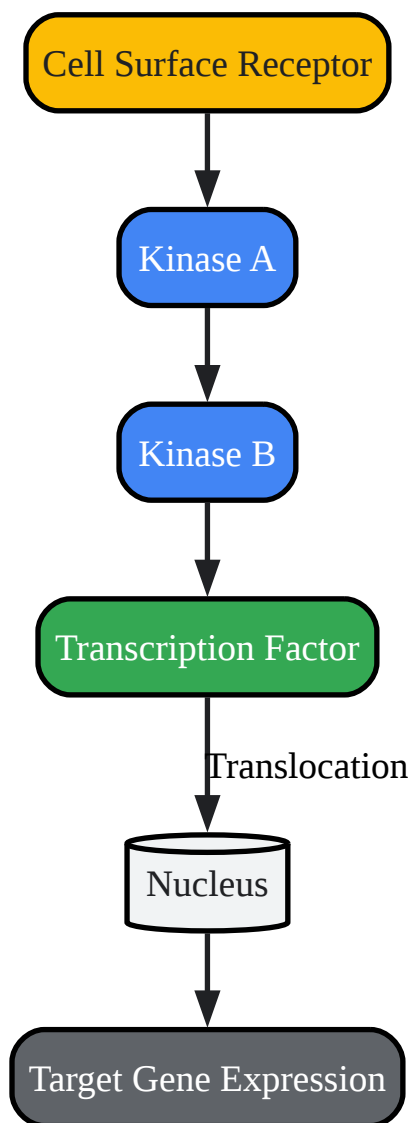 Cell Surface Receptor
Kinase A
Kinase B
Transcription Factor
Translocation
Nucleus
Target Gene Expression